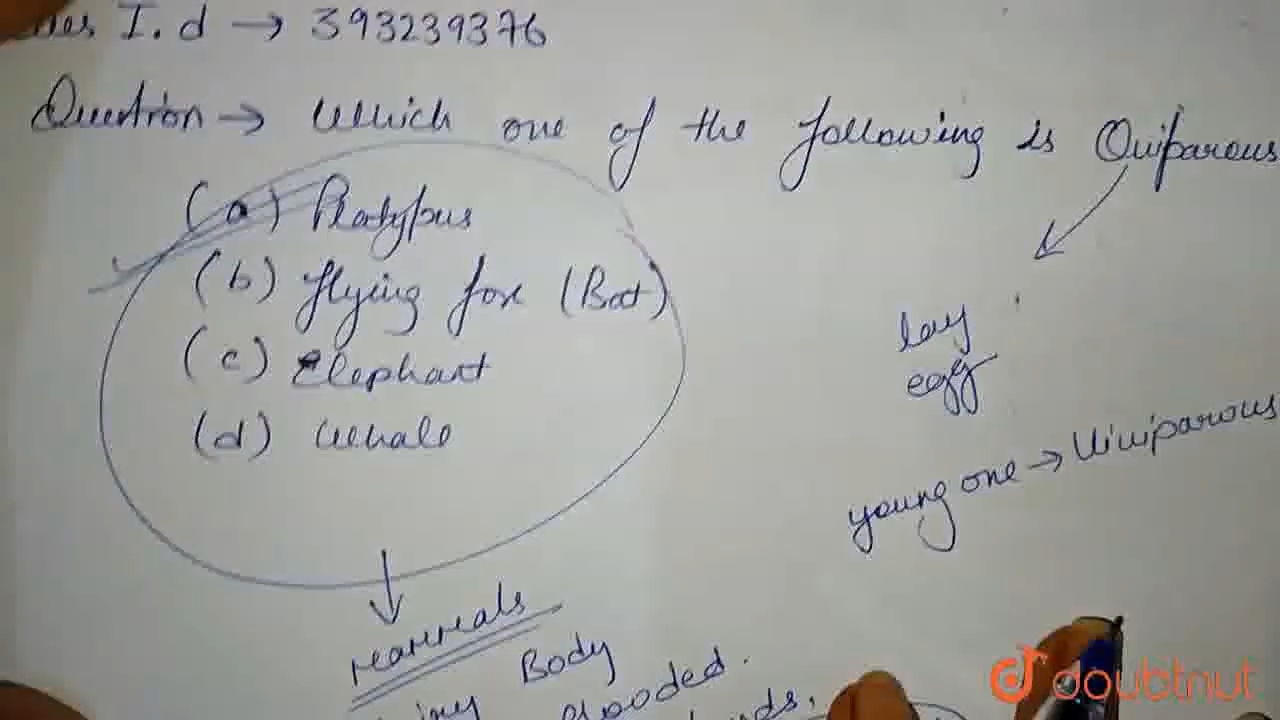 I.d → 393239376
Question → Which one of the following is Oviparous
(a) Platypus
(b) flying fox (Bat)
(c) Elephant
(d) Whale
lay
egg
young one → Viviparous
mammals
Body
blooded.
doubtnut